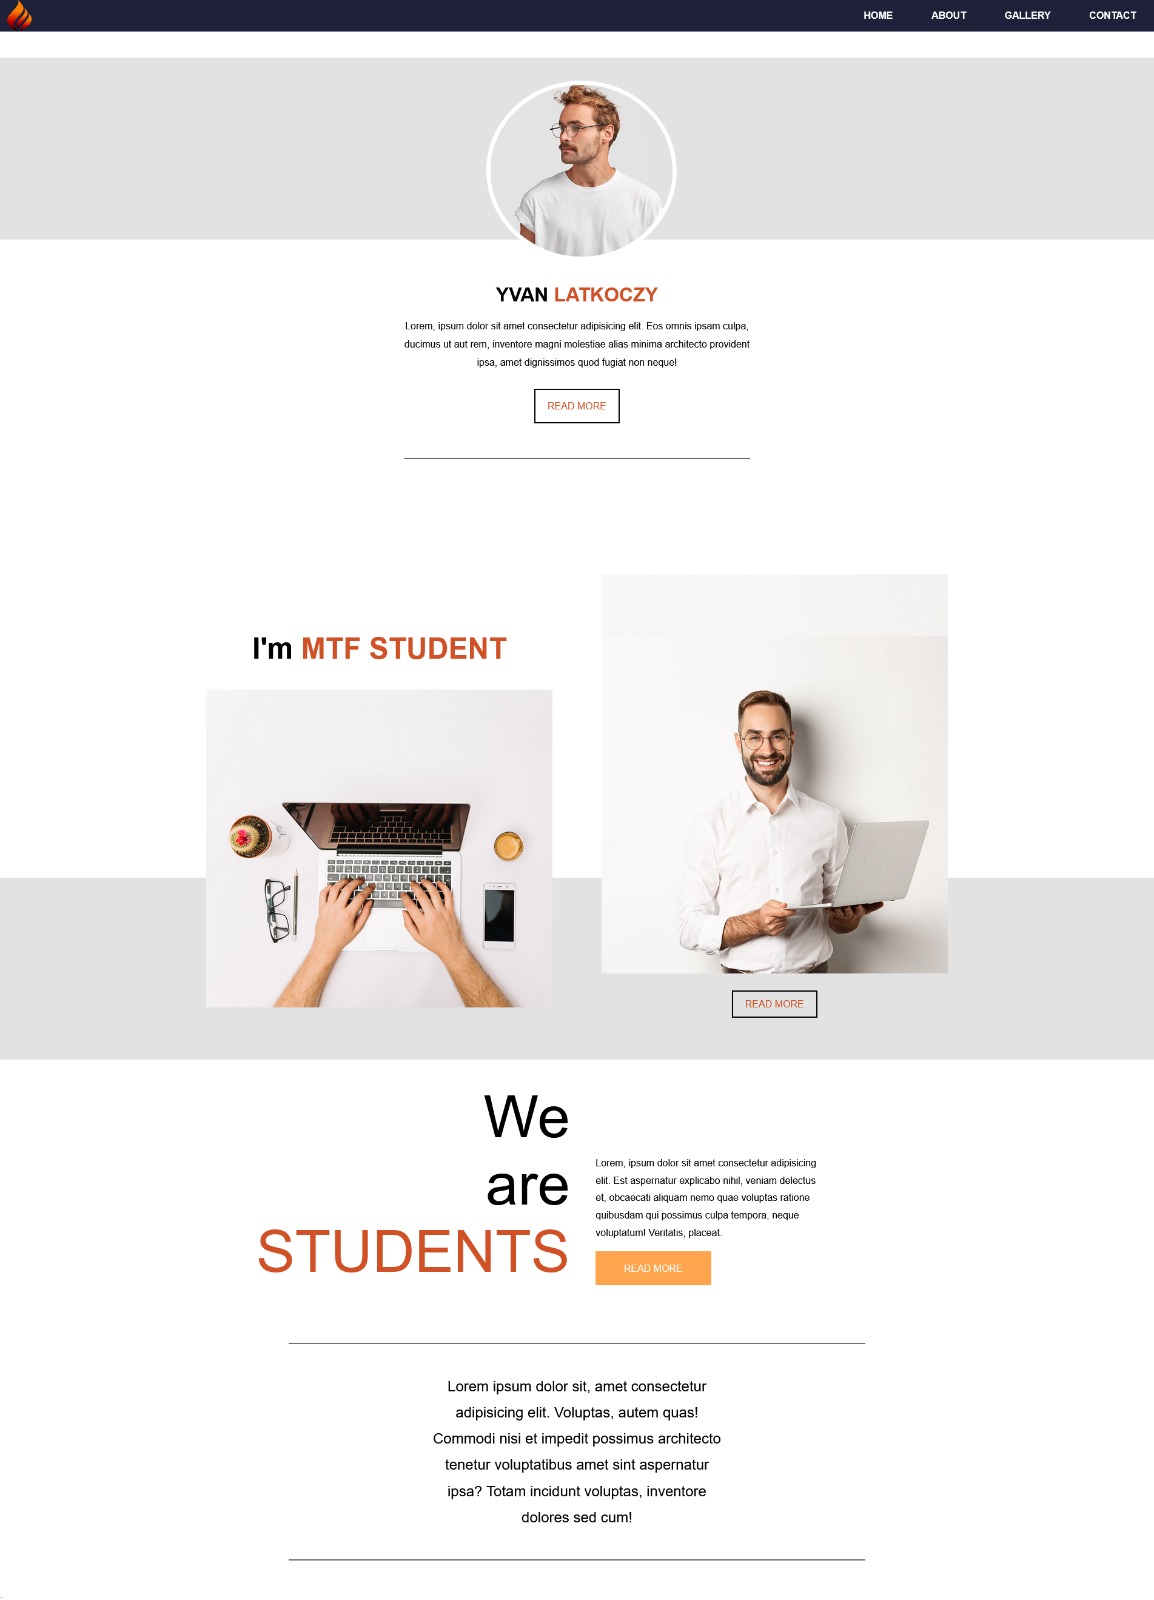 HOME ABOUT GALLERY CONTACT
YVAN LATKOCZY
Lorem, ipsum dolor sit amet consectetur adipisicing elit. Eos omnis ipsam culpa,
ducimus ut aut rem, inventore magni molestiae alias minima architecto provident
ipsa, amet dignissimos quod fugiat non neque!
READ MORE
I'm MTF STUDENT
READ MORE
We
are
STUDENTS
Lorem, ipsum dolor sit amet consectetur adipisicing
elit. Est aspernatur explicabo nihil, veniam delectus
et, obcaecati aliquam nemo quae voluptas ratione
quibusdam qui possimus culpa tempora, neque
voluptatum! Veritatis, placeat.
READ MORE
Lorem ipsum dolor sit, amet consectetur
adipisicing elit. Voluptas, autem quas!
Commodi nisi et impedit possimus architecto
tenetur voluptatibus amet sint aspernatur
ipsa? Totam incidunt voluptas, inventore
dolores sed cum!